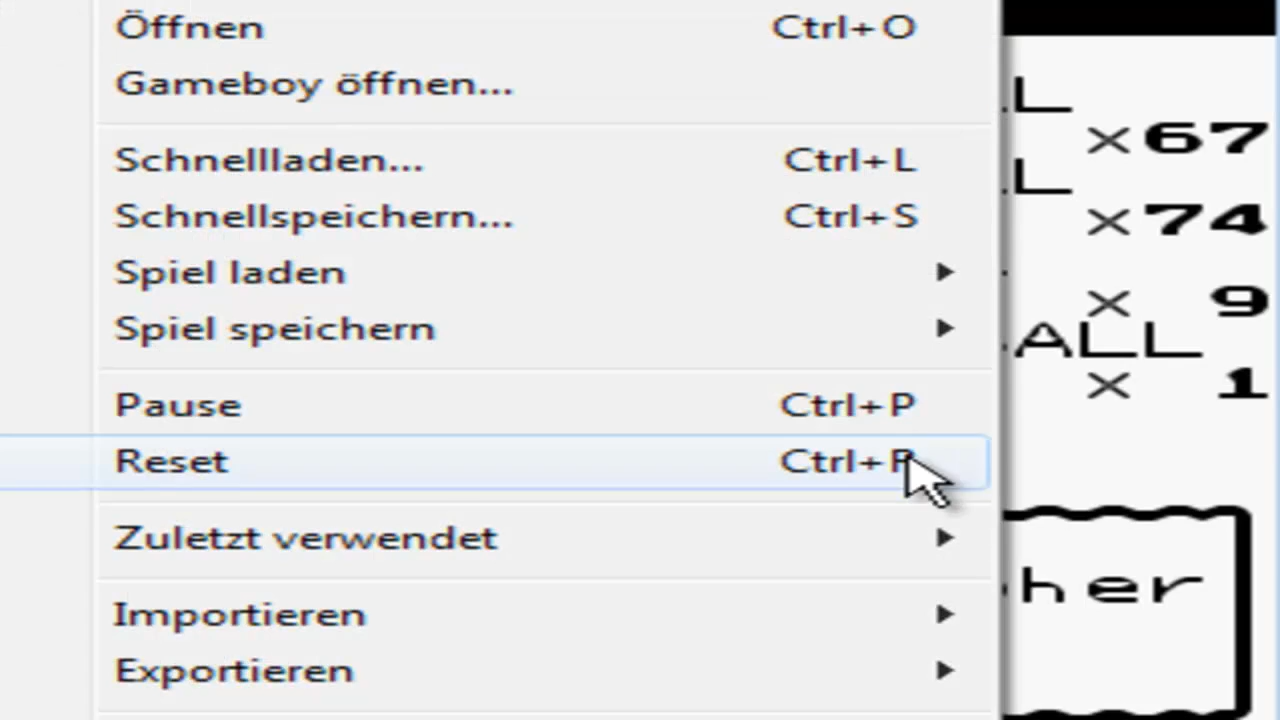 Öffnen Ctrl+O
Gameboy öffnen...
Schnellladen... Ctrl+L
Schnellspeichern... Ctrl+S
Spiel laden
Spiel speichern
Pause Ctrl+P
Reset Ctrl+R
Zuletzt verwendet
Importieren
Exportieren
L
×67
L
×74
× 9
ALL
× 1
her